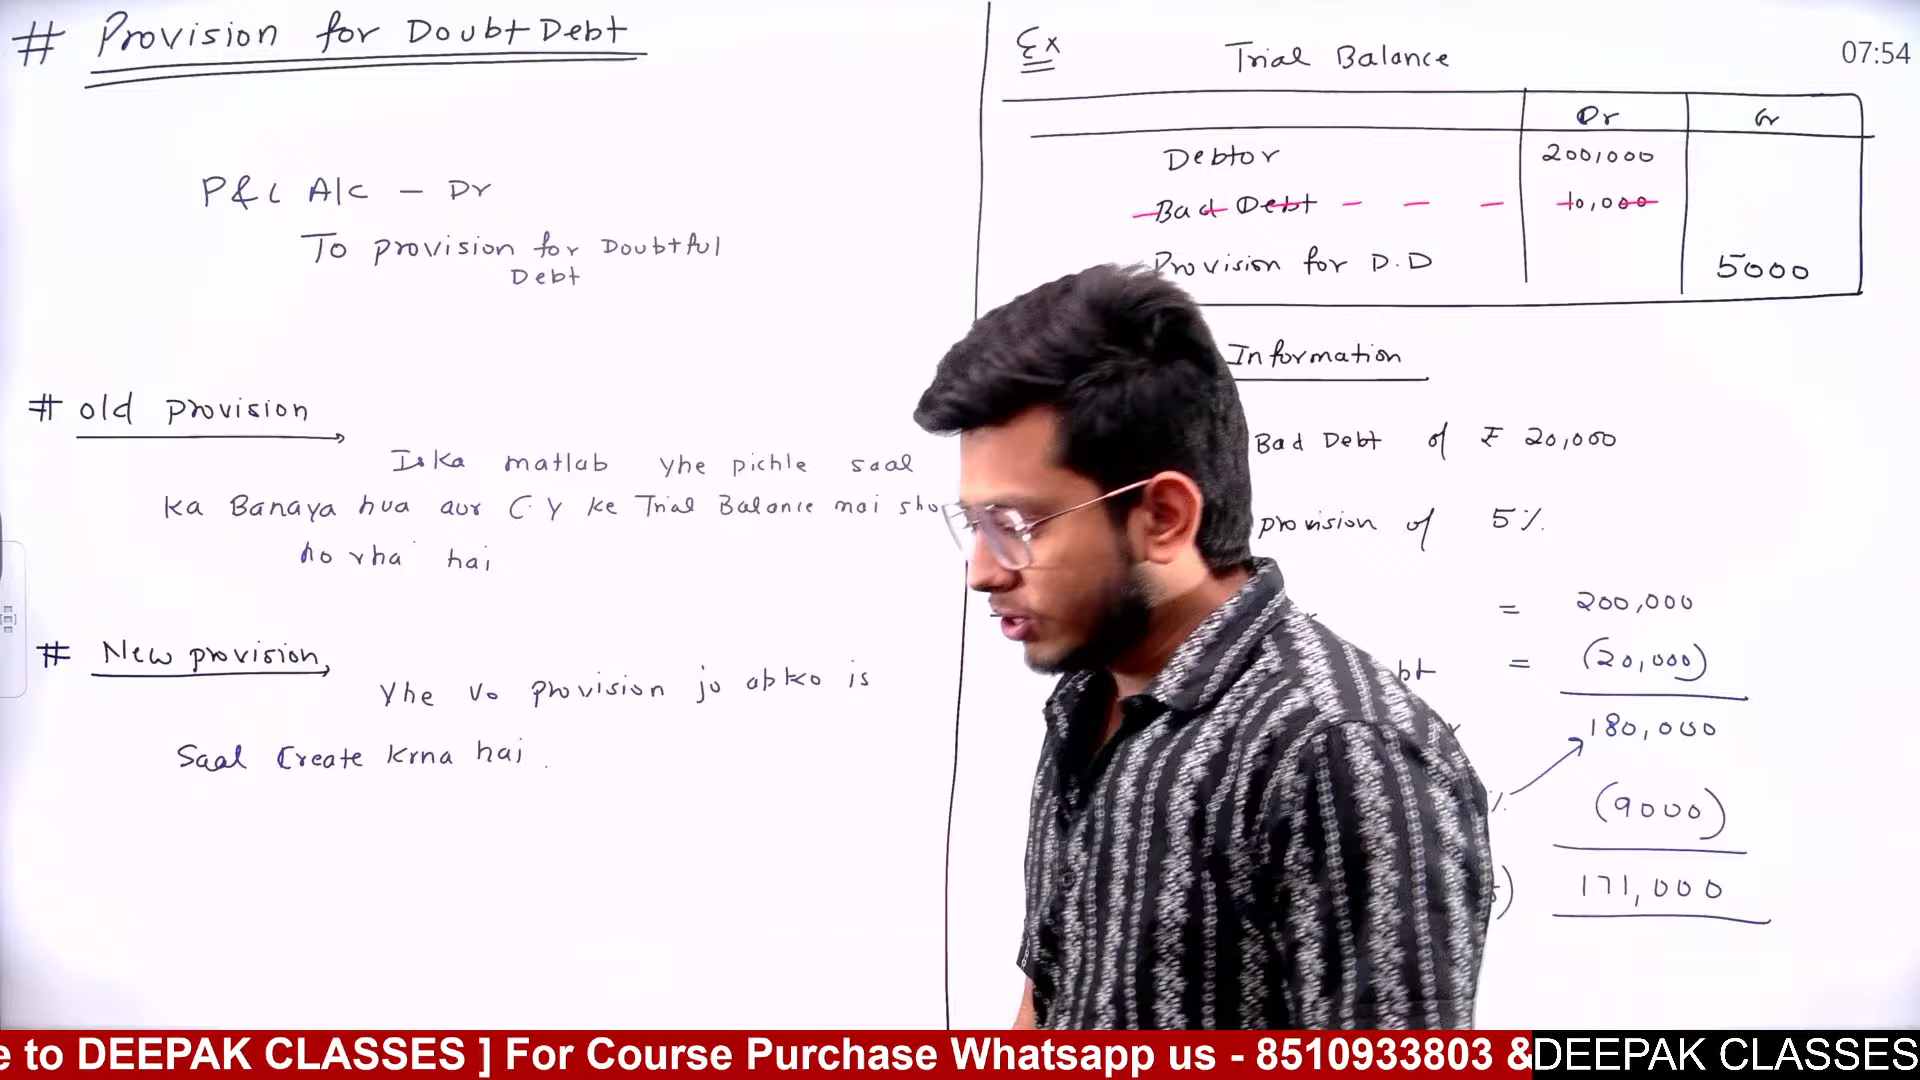 # Provision for Doubt Debt
P&L A/c - Dr
To provision for Doubtful
Debt
# old provision
Iska matlab yhe pichle saal
ka Banaya hua aur C.Y ke Trial Balance mai sho
ho rha hai
# New provision
Yhe vo provision jo apko is
Saal Create krna hai.
Ex
Trial Balance
07:54
Dr Cr
Debtor 200,000
Bad Debt - - - 10,000
Provision for D.D 5000
Information
Bad Debt of ₹ 20,000
provision of 5%.
= 200,000
bt = (20,000)
180,000
%. (9000)
) 171,000
e to DEEPAK CLASSES ] For Course Purchase Whatsapp us - 8510933803 &
DEEPAK CLASSES